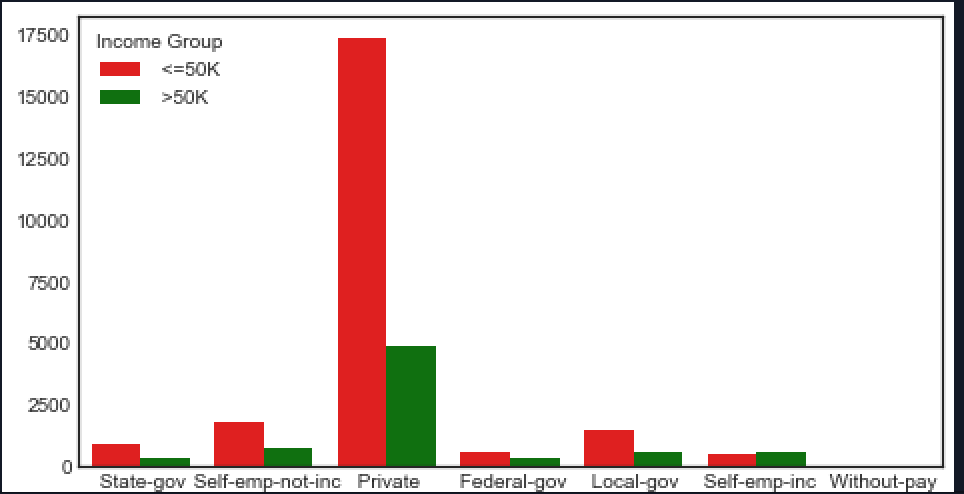 17500
15000
12500
10000
7500
5000
2500
0
Income Group
<=50K
>50K
State-gov Self-emp-not-inc Private Federal-gov Local-gov Self-emp-inc Without-pay